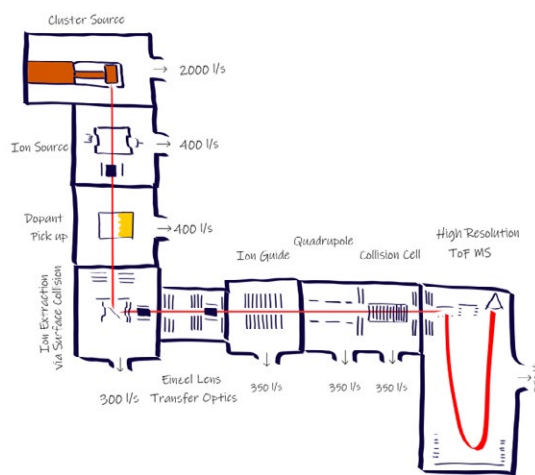 Cluster Source
2000 l/s
Ion Source
400 l/s
Dopant
Pick up
400 l/s
Ion Extraction
via Surface Collision
300 l/s
Einzel Lens
Transfer Optics
Ion Guide
350 l/s
Quadrupole
350 l/s
Collision Cell
350 l/s
High Resolution
ToF MS